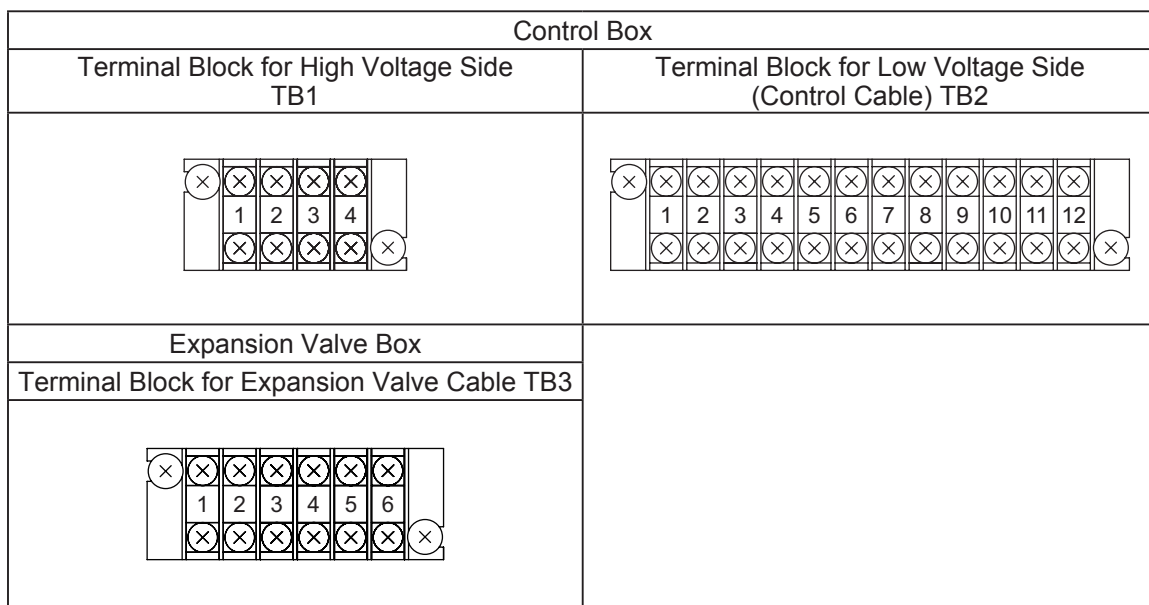 Control Box
Terminal Block for High Voltage Side
TB1
Terminal Block for Low Voltage Side
(Control Cable) TB2
1 2 3 4
1 2 3 4 5 6 7 8 9 10 11 12
Expansion Valve Box
Terminal Block for Expansion Valve Cable TB3
1 2 3 4 5 6